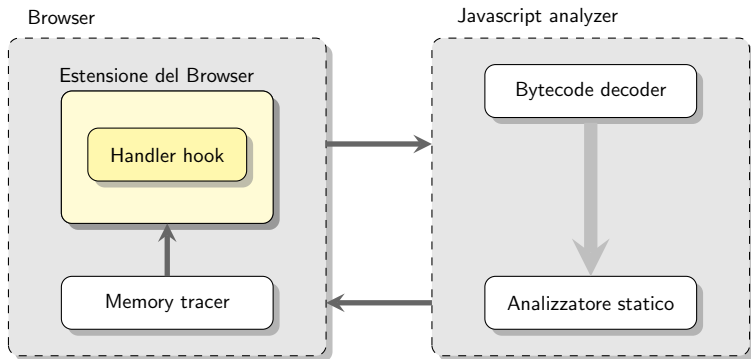 Browser
Javascript analyzer
Estensione del Browser
Bytecode decoder
Handler hook
Memory tracer
Analizzatore statico